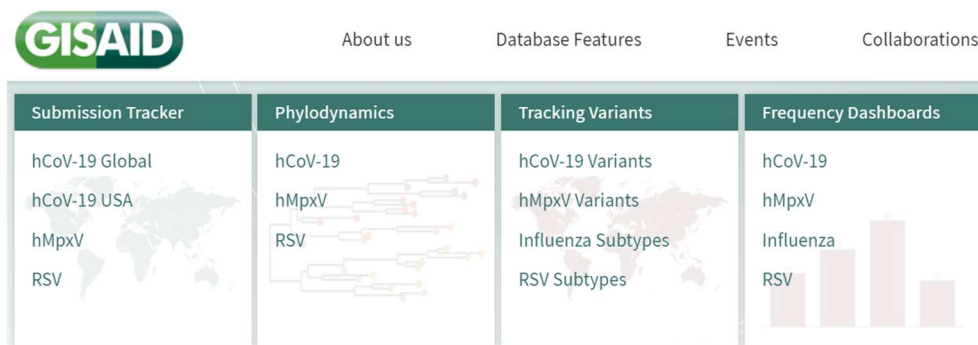 GISAID
About us
Database Features
Events
Collaborations
Submission Tracker
hCoV-19 Global
hCoV-19 USA
hMpxV
RSV
Phylodynamics
hCoV-19
hMpxV
RSV
Tracking Variants
hCoV-19 Variants
hMpxV Variants
Influenza Subtypes
RSV Subtypes
Frequency Dashboards
hCoV-19
hMpxV
Influenza
RSV